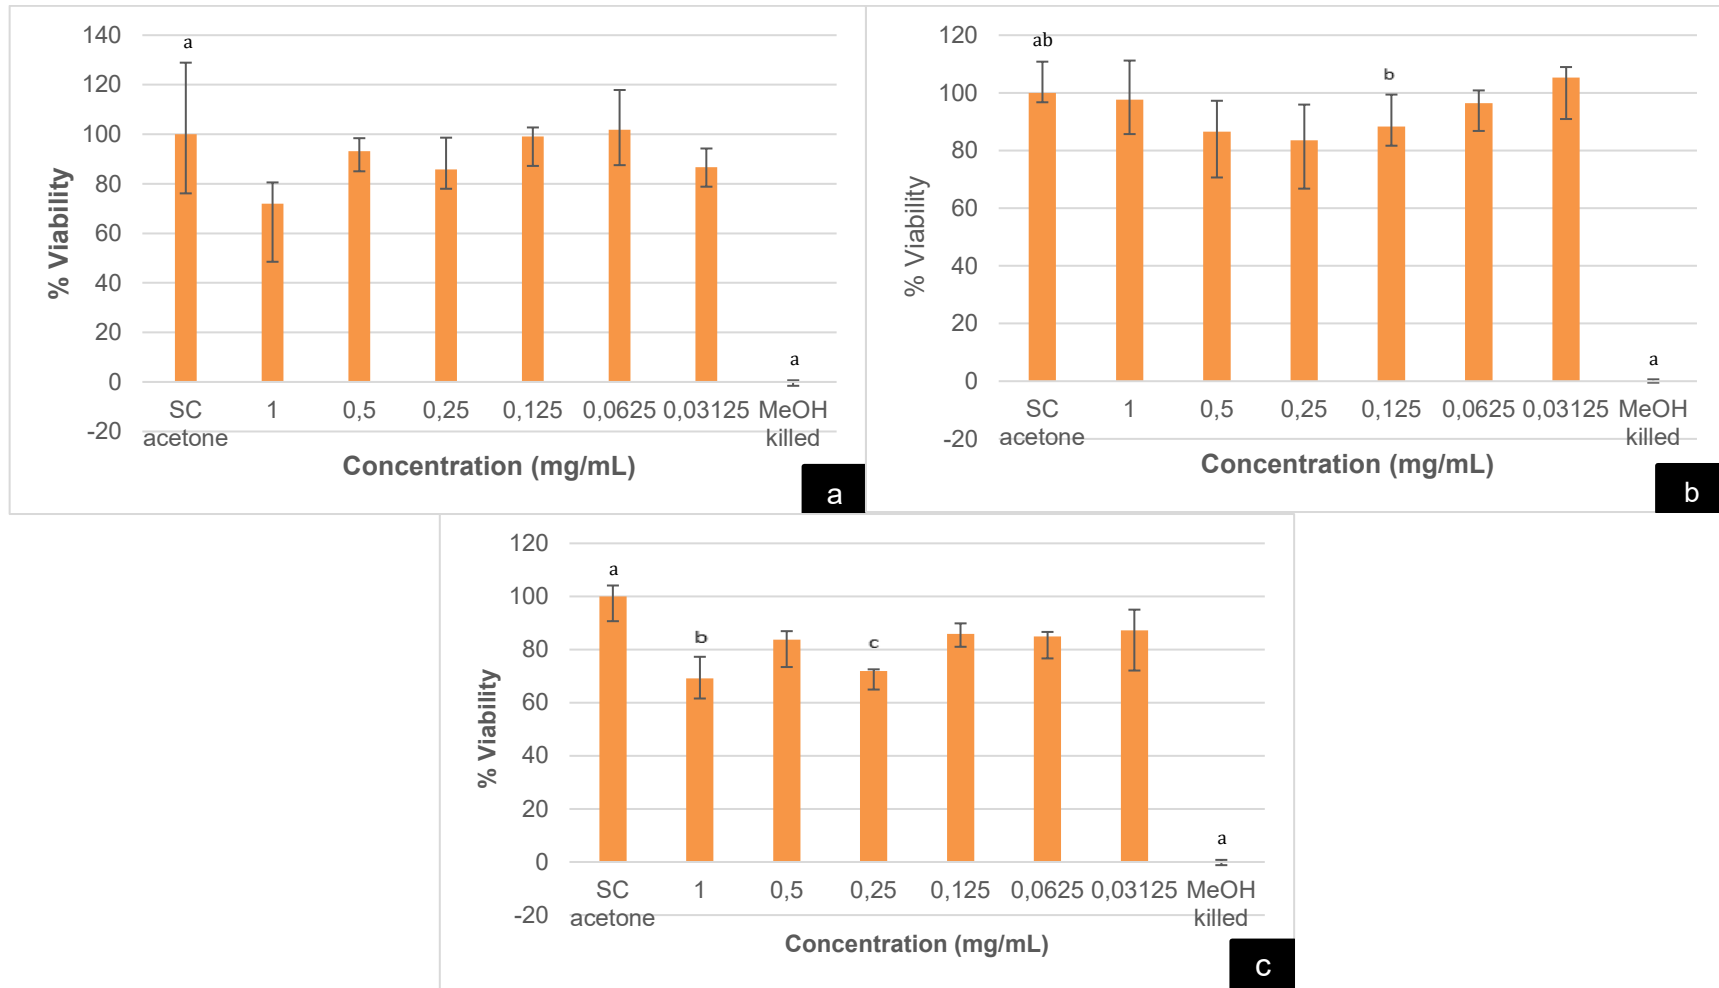 140
120
100
80
60
40
20
0
-20
% Viability
a
a
SC acetone
1
0,5
0,25
0,125
0,0625
0,03125
MeOH killed
Concentration (mg/mL)
a
120
100
80
60
40
20
0
-20
% Viability
ab
b
a
SC acetone
1
0,5
0,25
0,125
0,0625
0,03125
MeOH killed
Concentration (mg/mL)
b
120
100
80
60
40
20
0
-20
% Viability
a
b
c
a
SC acetone
1
0,5
0,25
0,125
0,0625
0,03125
MeOH killed
Concentration (mg/mL)
c